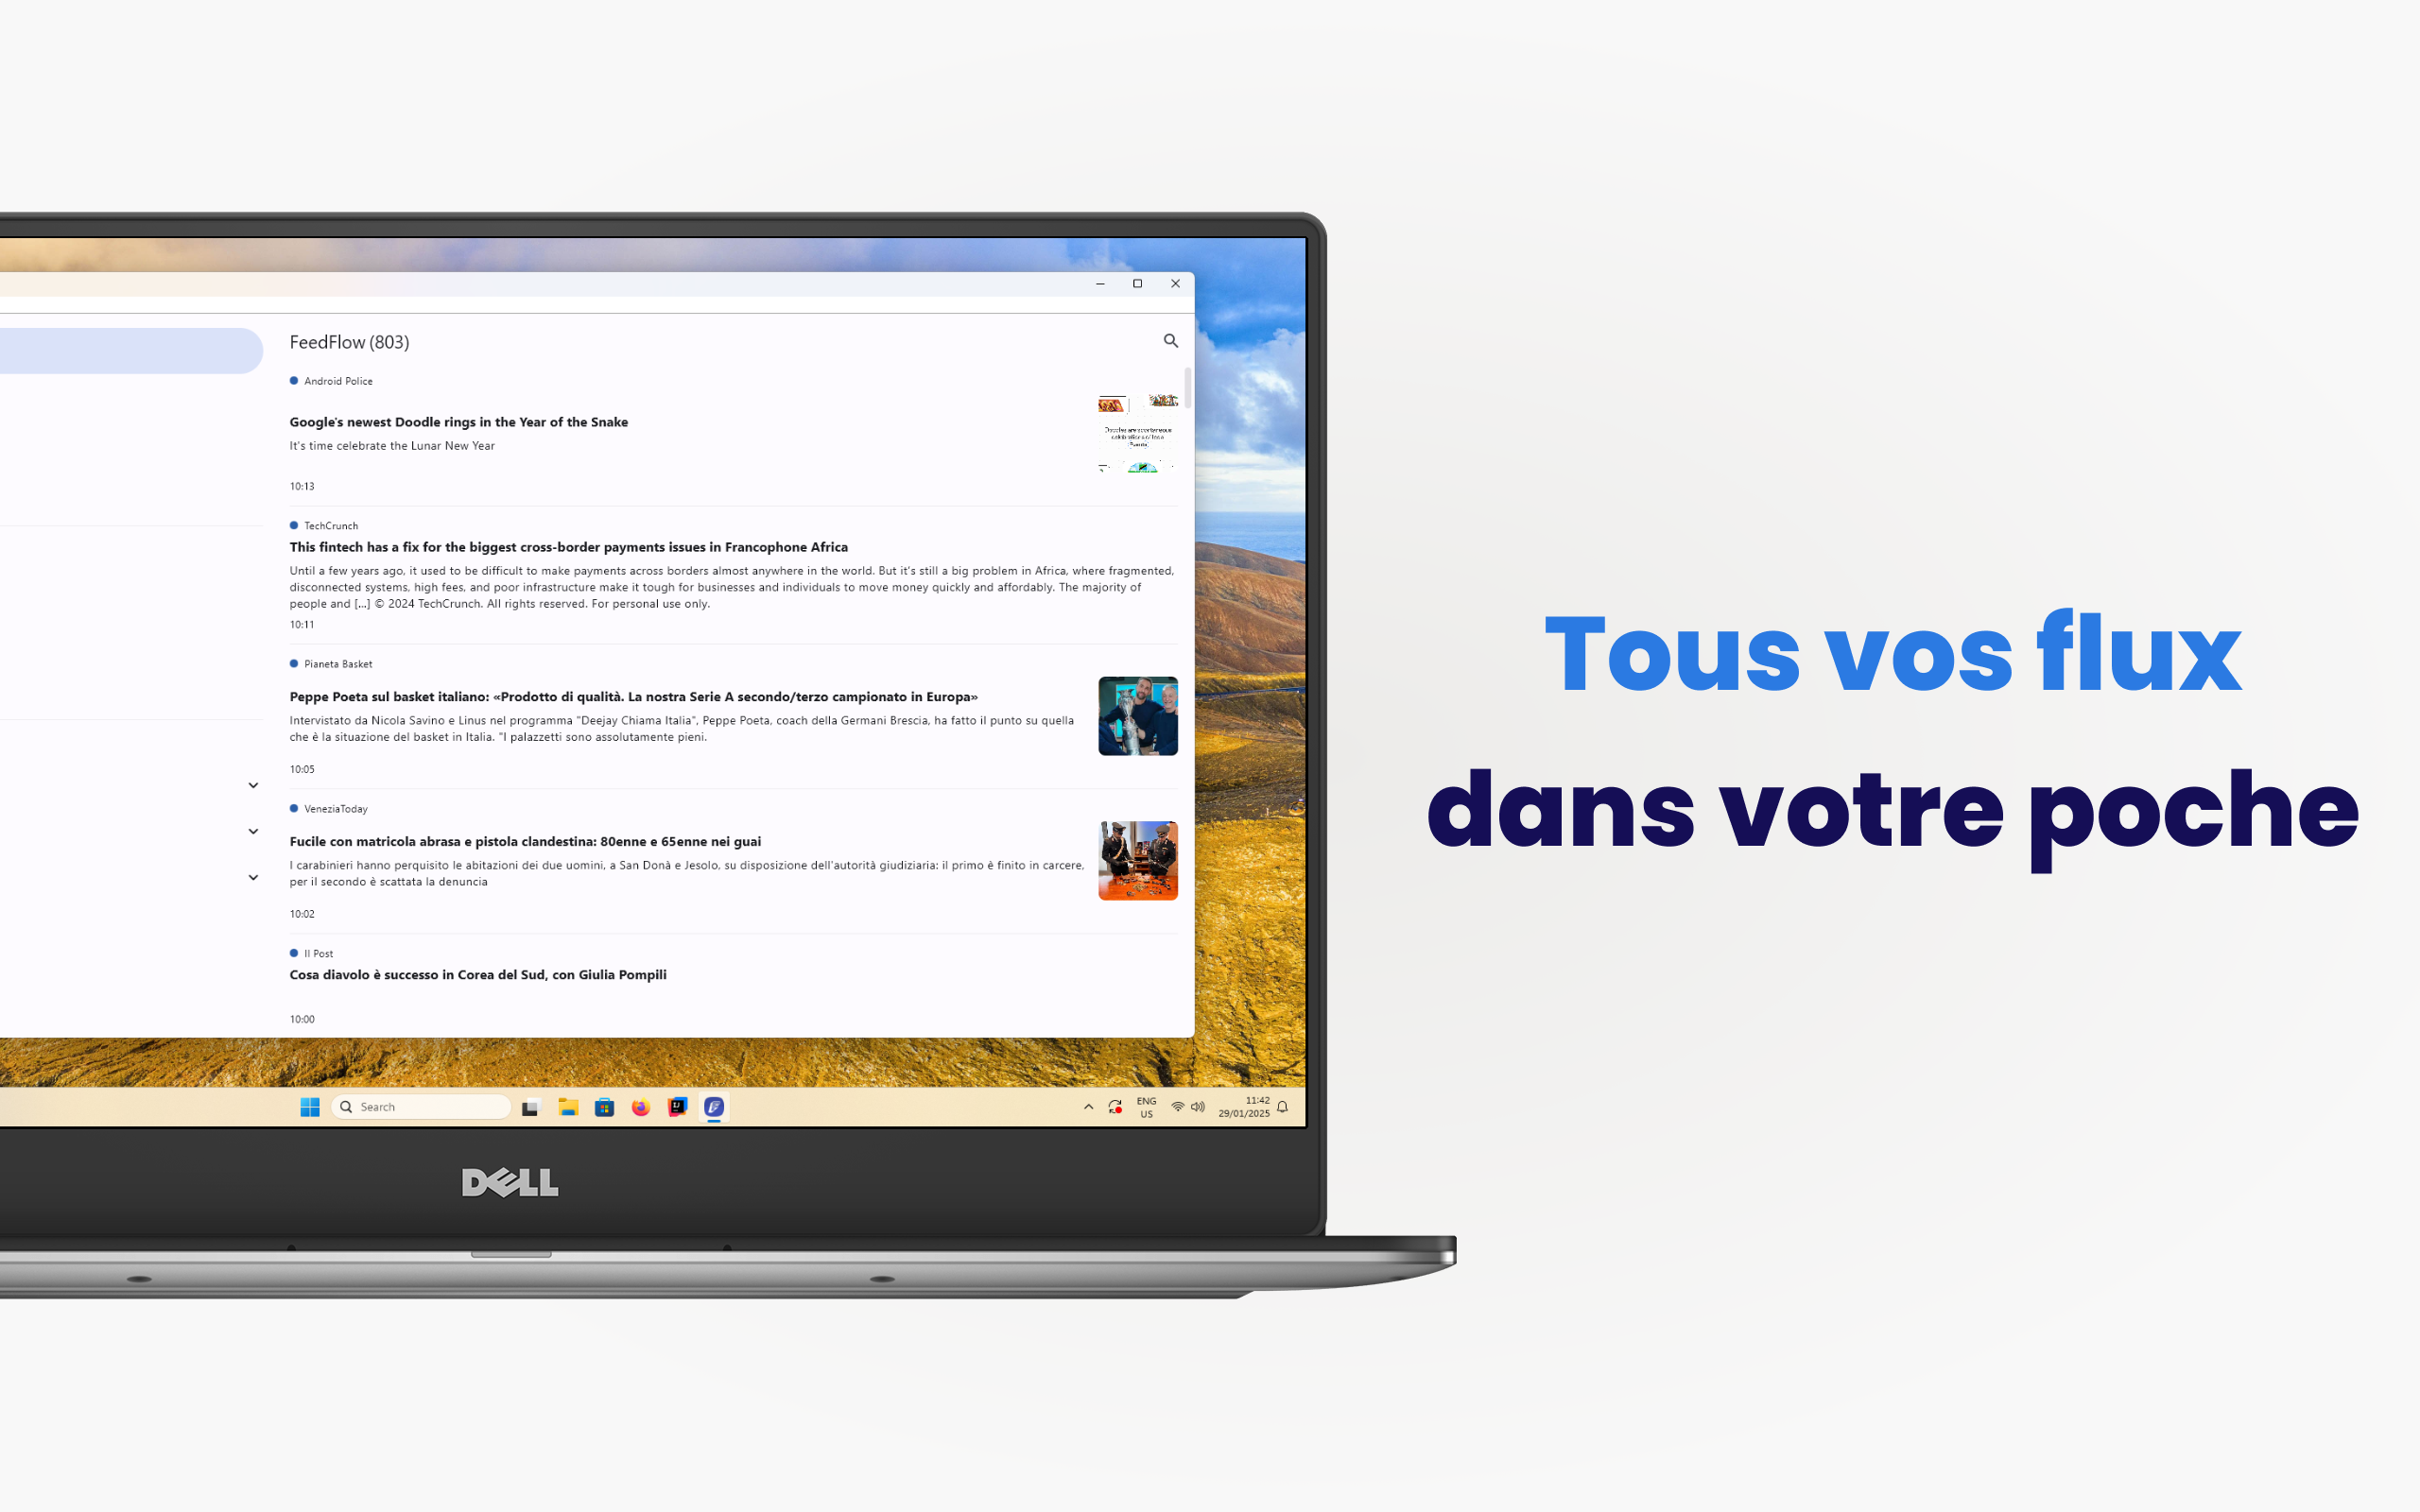 FeedFlow (803)
Android Police
Google's newest Doodle rings in the Year of the Snake
It's time celebrate the Lunar New Year
10:13
TechCrunch
This fintech has a fix for the biggest cross-border payments issues in Francophone Africa
Until a few years ago, it used to be difficult to make payments across borders almost anywhere in the world. But it's still a big problem in Africa, where fragmented,
disconnected systems, high fees, and poor infrastructure make it tough for businesses and individuals to move money quickly and affordably. The majority of
people and [...] © 2024 TechCrunch. All rights reserved. For personal use only.
10:11
Pianeta Basket
Peppe Poeta sul basket italiano: «Prodotto di qualità. La nostra Serie A secondo/terzo campionato in Europa»
Intervistato da Nicola Savino e Linus nel programma "Deejay Chiama Italia", Peppe Poeta, coach della Germani Brescia, ha fatto il punto su quella
che è la situazione del basket in Italia. "I palazzetti sono assolutamente pieni.
10:05
VeneziaToday
Fucile con matricola abrasa e pistola clandestina: 80enne e 65enne nei guai
I carabinieri hanno perquisito le abitazioni dei due uomini, a San Donà e Jesolo, su disposizione dell'autorità giudiziaria: il primo è finito in carcere,
per il secondo è scattata la denuncia
10:02
Il Post
Cosa diavolo è successo in Corea del Sud, con Giulia Pompili
10:00
Search
ENG
US
11:42
29/01/2025
DELL
Tous vos flux
dans votre poche